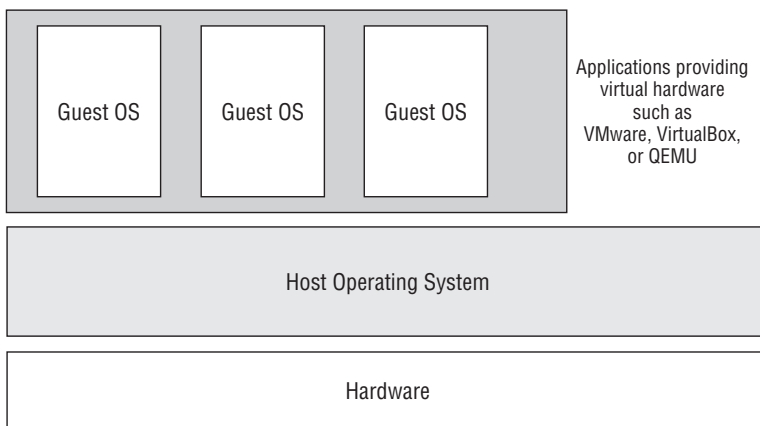 Guest OS
Guest OS
Guest OS
Applications providing
virtual hardware
such as
VMware, VirtualBox,
or QEMU
Host Operating System
Hardware